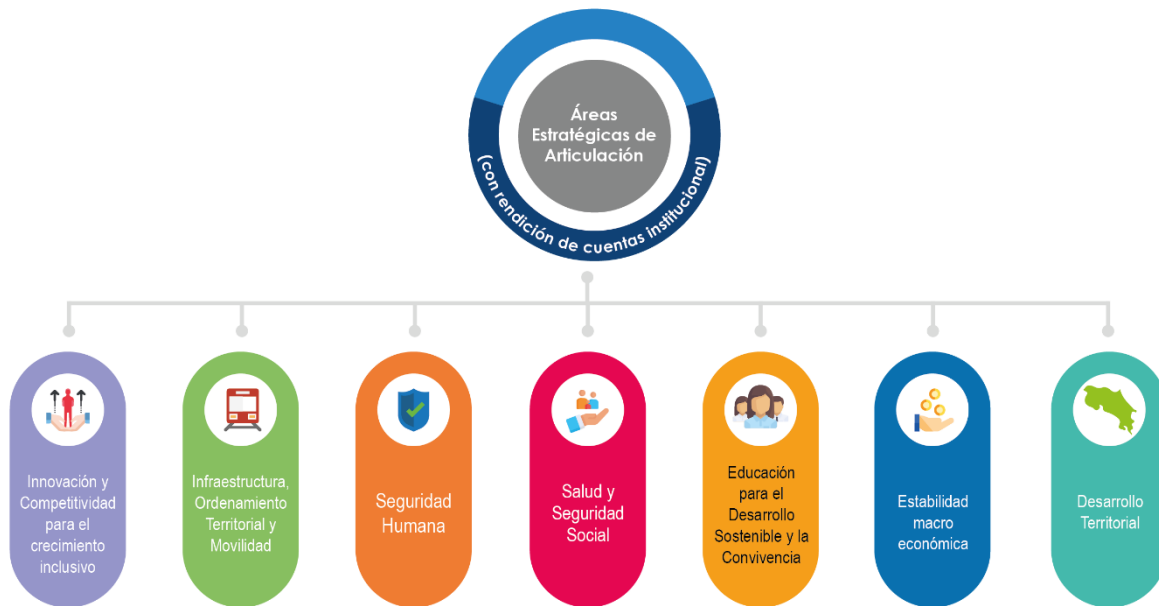 Áreas
Estratégicas de
Articulación
(con rendición de cuentas institucional)
Innovación y
Competitividad
para el
crecimiento
inclusivo
Infraestructura,
Ordenamiento
Territorial y
Movilidad
Seguridad
Humana
Salud y
Seguridad
Social
Educación
para el
Desarrollo
Sostenible y la
Convivencia
Estabilidad
macro
económica
Desarrollo
Territorial